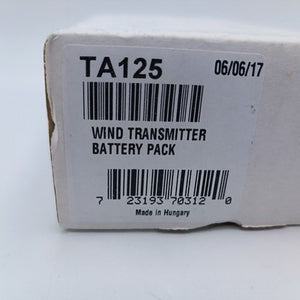 TA125 06/06/17
WIND TRANSMITTER
BATTERY PACK
7 23193 70312 0
Made in Hungary